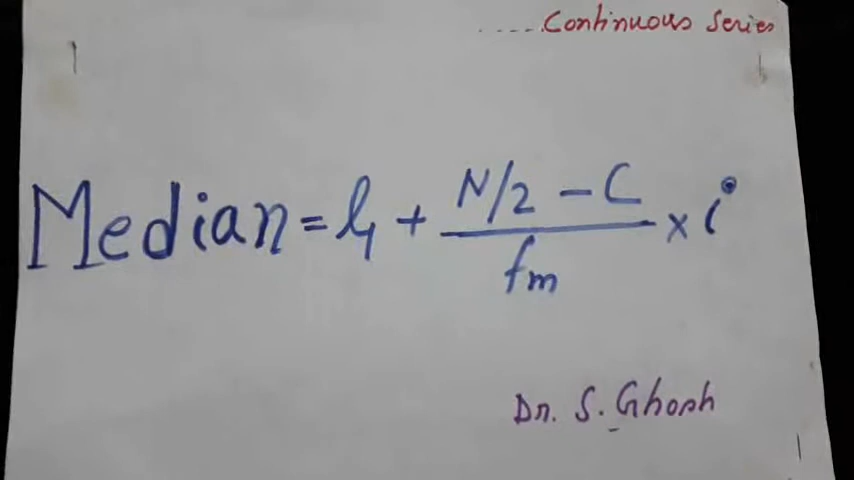 .....Continuous Series
Median = l₁ + (N/2 - C)/fm × i
Dr. S. Ghosh